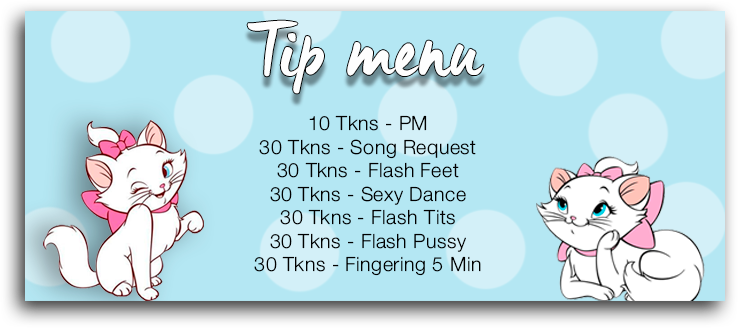 Tip menu
10 Tkns - PM
30 Tkns - Song Request
30 Tkns - Flash Feet
30 Tkns - Sexy Dance
30 Tkns - Flash Tits
30 Tkns - Flash Pussy
30 Tkns - Fingering 5 Min